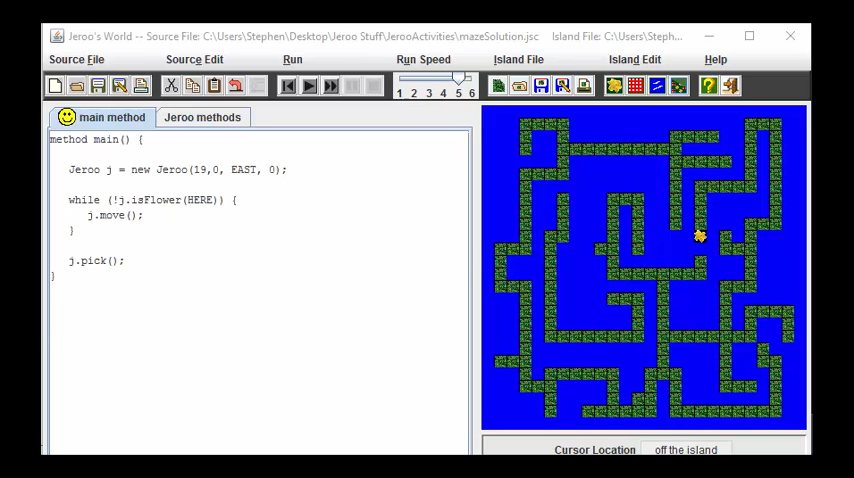 Jeroo's World -- Source File: C:\Users\Stephen\Desktop\Jeroo Stuff\JerooActivities\mazeSolution.jsc Island File: C:\Users\Steph...
Source File Source Edit Run Run Speed Island File Island Edit Help
1 2 3 4 5 6
main method Jeroo methods
method main() {
Jeroo j = new Jeroo(19,0, EAST, 0);
while (!j.isFlower(HERE)) {
j.move();
}
j.pick();
}
Cursor Location off the island